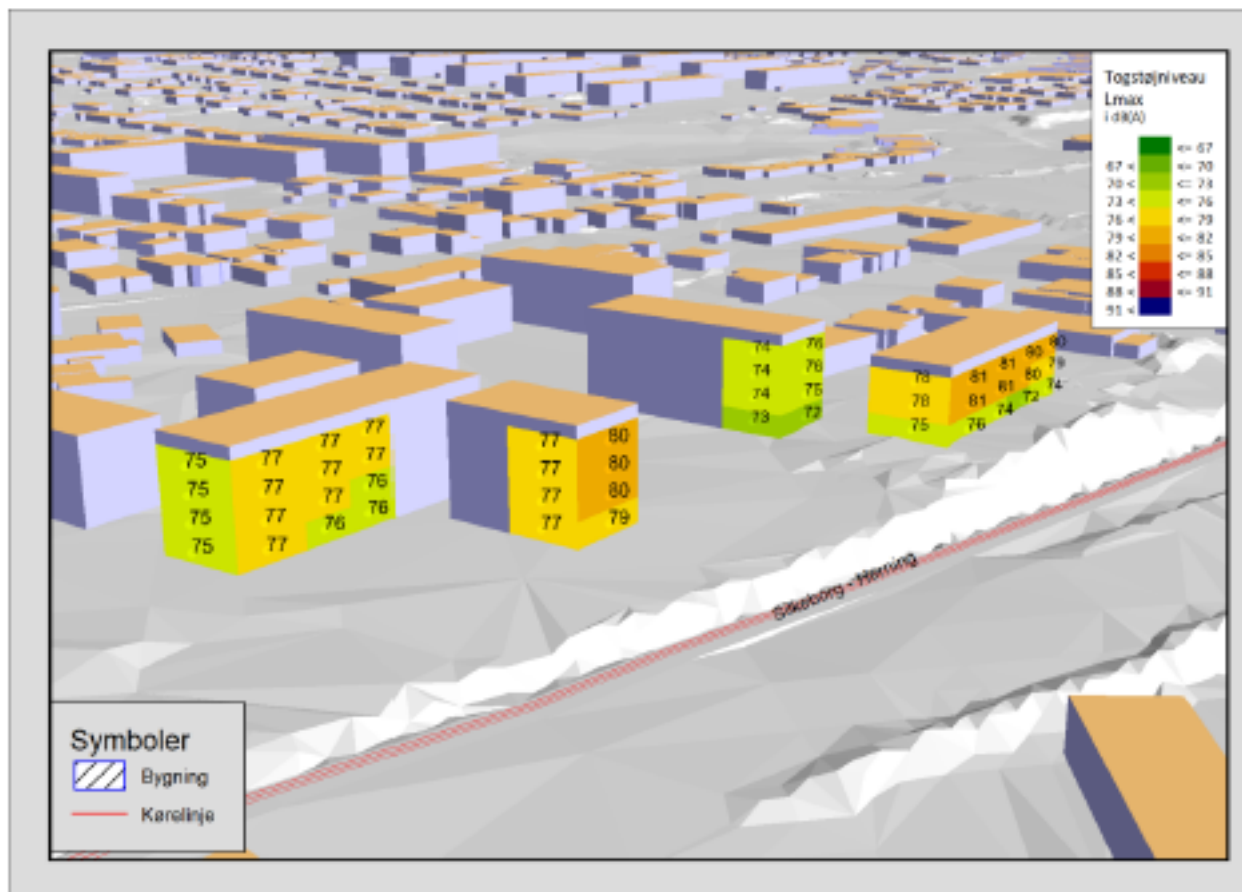 Togstøjniveau
Lmax
i dB(A)
<= 67
67 < <= 70
70 < <= 73
73 < <= 76
76 < <= 79
79 < <= 82
82 < <= 85
85 < <= 88
88 < <= 91
91 <
74 76
74 76
74 75
73 72
78 81 81 80 80
78 81 81 80 79
75 76 74 72 74
75 77 77 77
75 77 77 77
75 77 77 76
75 77 76 76
77 80
77 80
77 80
77 79
Silkeborg - Herning
Symboler
Bygning
Kørelinje